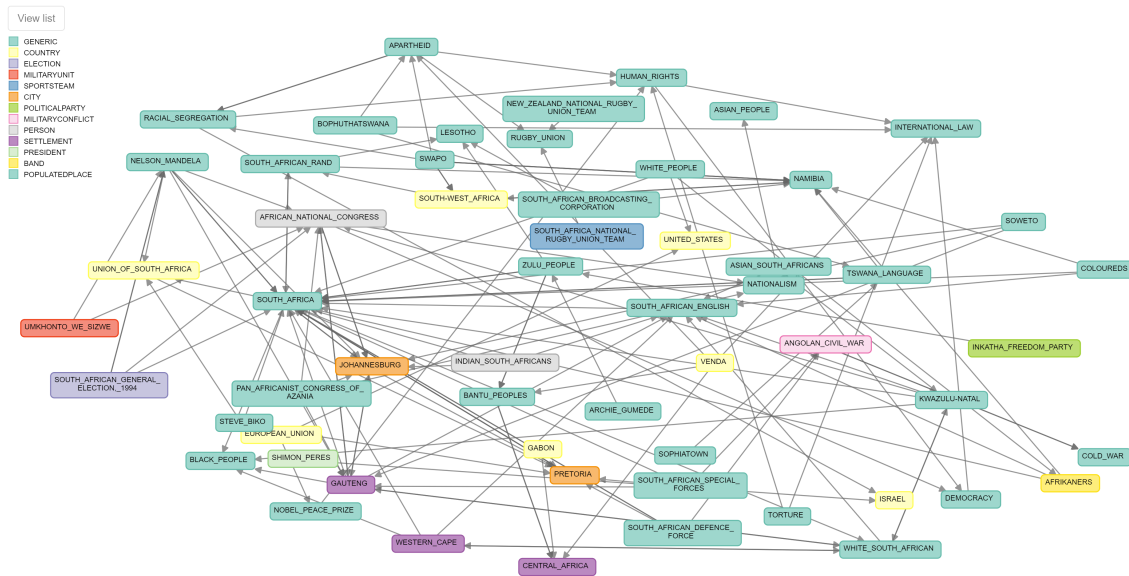 View list
GENERIC
COUNTRY
ELECTION
MILITARYUNIT
SPORTSTEAM
CITY
POLITICALPARTY
MILITARYCONFLICT
PERSON
SETTLEMENT
PRESIDENT
BAND
POPULATEDPLACE
APARTHEID
HUMAN_RIGHTS
NEW_ZEALAND_NATIONAL_RUGBY_
UNION_TEAM
ASIAN_PEOPLE
RACIAL_SEGREGATION
BOPHUTHATSWANA
LESOTHO
RUGBY_UNION
INTERNATIONAL_LAW
NELSON_MANDELA
SOUTH_AFRICAN_RAND
SWAPO
WHITE_PEOPLE
NAMIBIA
SOUTH-WEST_AFRICA
SOUTH_AFRICAN_BROADCASTING_
CORPORATION
AFRICAN_NATIONAL_CONGRESS
SOUTH_AFRICA_NATIONAL_
RUGBY_UNION_TEAM
UNITED_STATES
SOWETO
UNION_OF_SOUTH_AFRICA
ZULU_PEOPLE
ASIAN_SOUTH_AFRICANS
TSWANA_LANGUAGE
COLOUREDS
NATIONALISM
SOUTH_AFRICA
SOUTH_AFRICAN_ENGLISH
UMKHONTO_WE_SIZWE
ANGOLAN_CIVIL_WAR
INKATHA_FREEDOM_PARTY
JOHANNESBURG
INDIAN_SOUTH_AFRICANS
VENDA
SOUTH_AFRICAN_GENERAL_
ELECTION_1994
PAN_AFRICANIST_CONGRESS_OF_
AZANIA
BANTU_PEOPLES
KWAZULU-NATAL
ARCHIE_GUMEDE
STEVE_BIKO
EUROPEAN_UNION
GABON
SOPHIATOWN
COLD_WAR
BLACK_PEOPLE
SHIMON_PERES
PRETORIA
GAUTENG
SOUTH_AFRICAN_SPECIAL_
FORCES
AFRIKANERS
ISRAEL
DEMOCRACY
NOBEL_PEACE_PRIZE
TORTURE
SOUTH_AFRICAN_DEFENCE_
FORCE
WESTERN_CAPE
WHITE_SOUTH_AFRICAN
CENTRAL_AFRICA